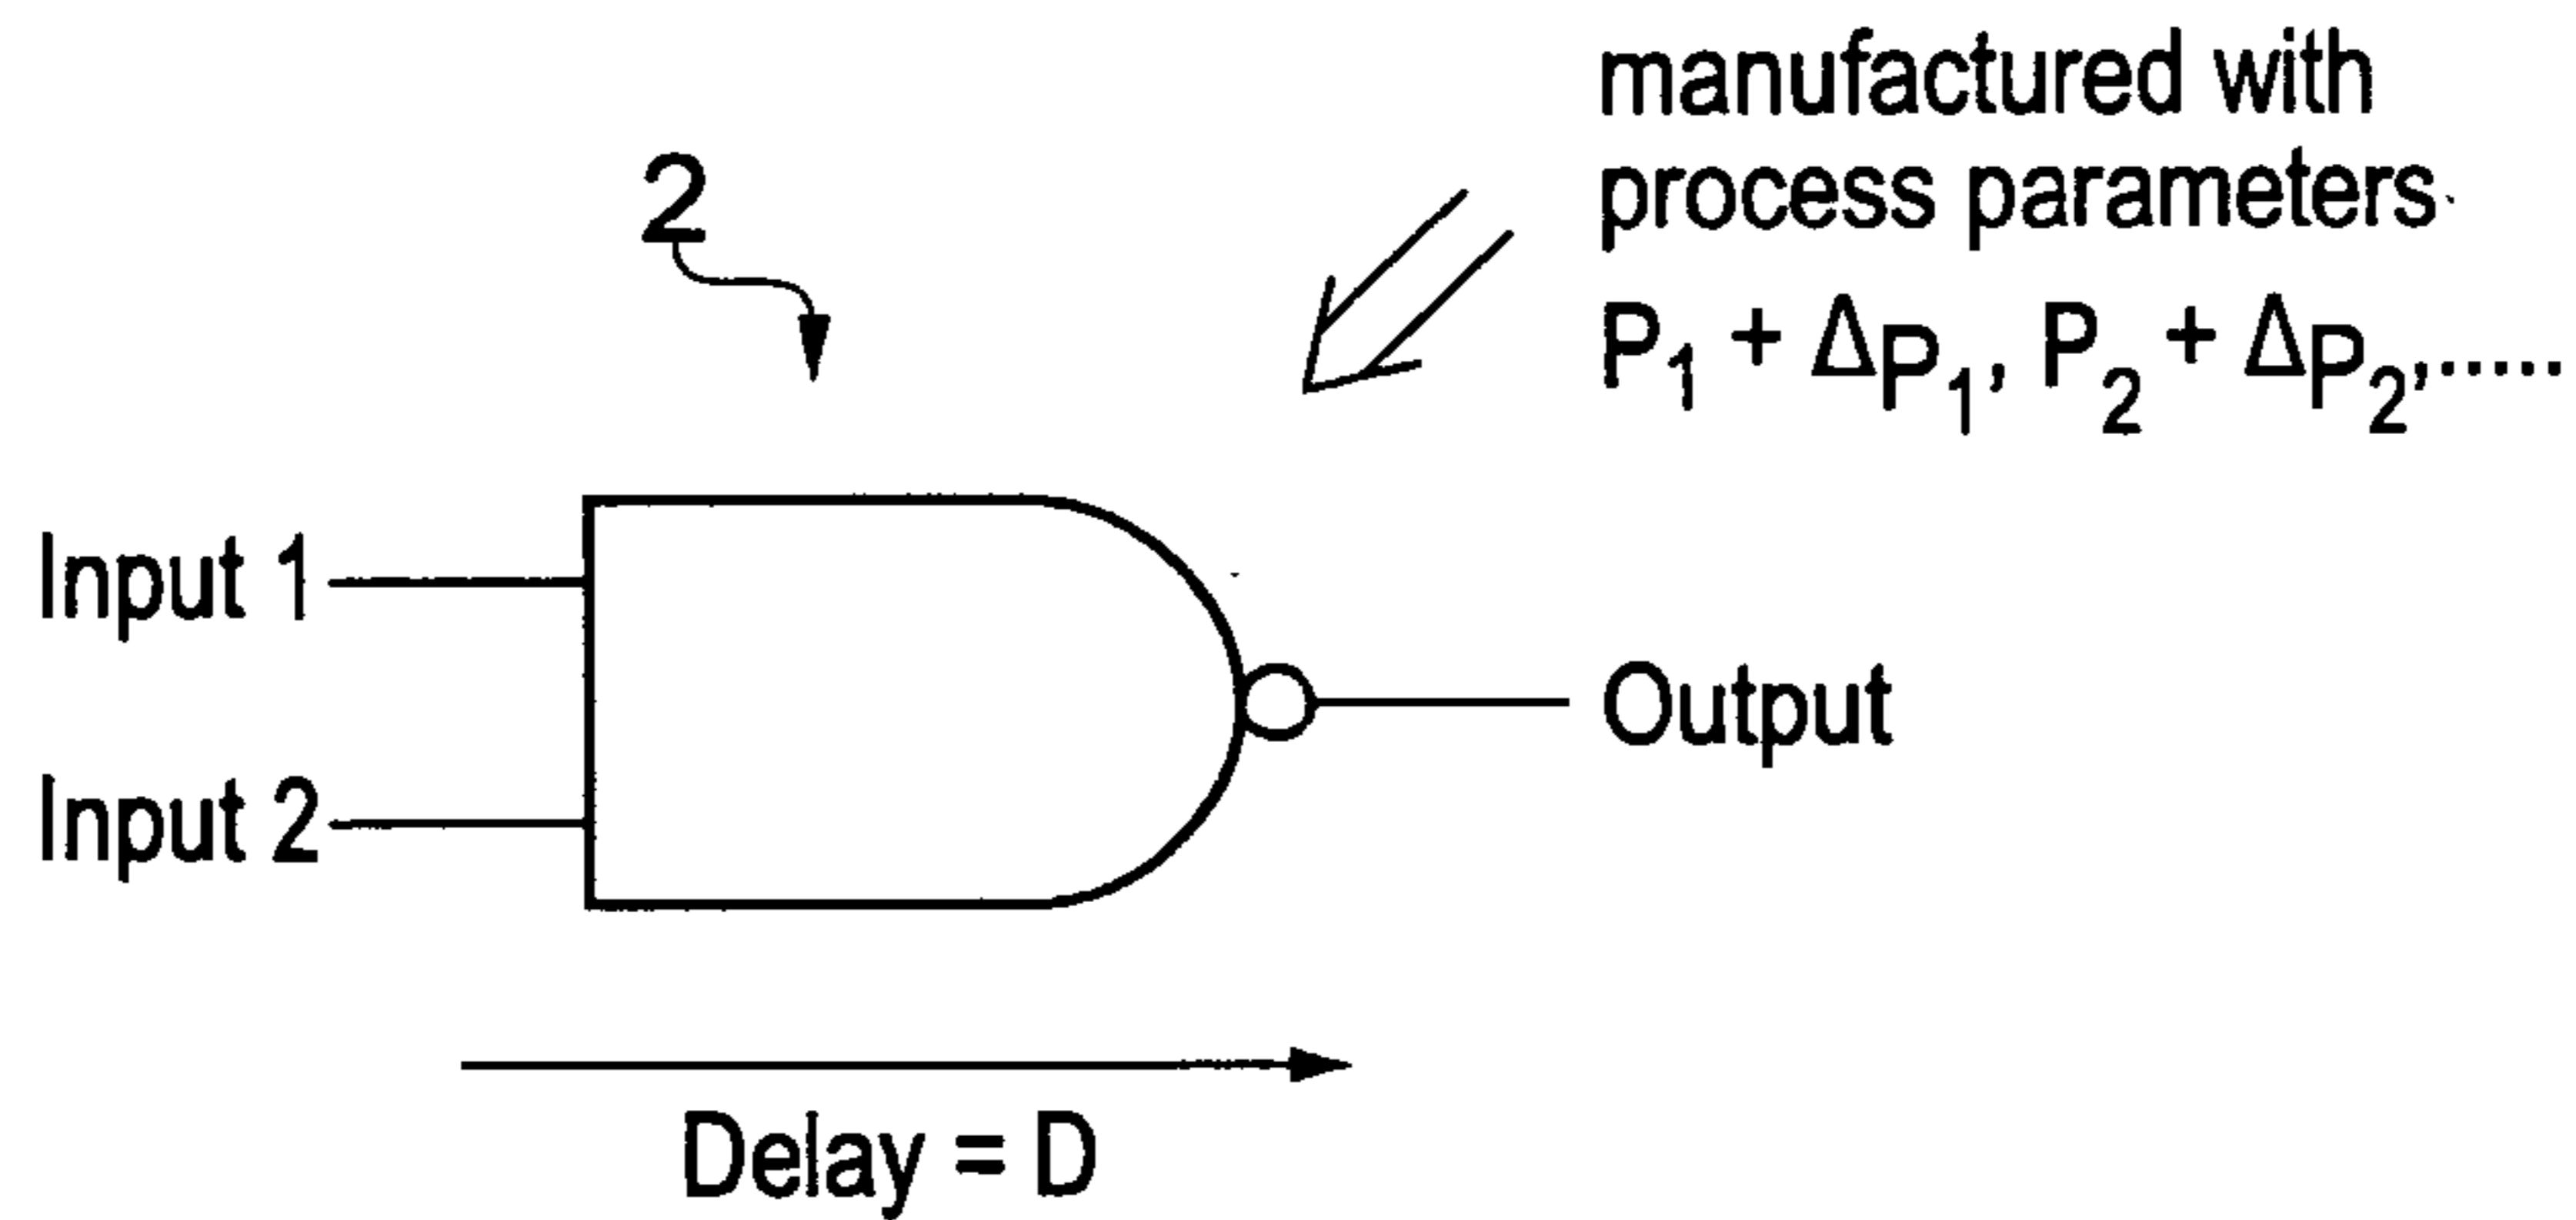 manufactured with
process parameters
P₁ + ΔP₁, P₂ + ΔP₂,.....
2
Input 1
Input 2
Output
Delay = D